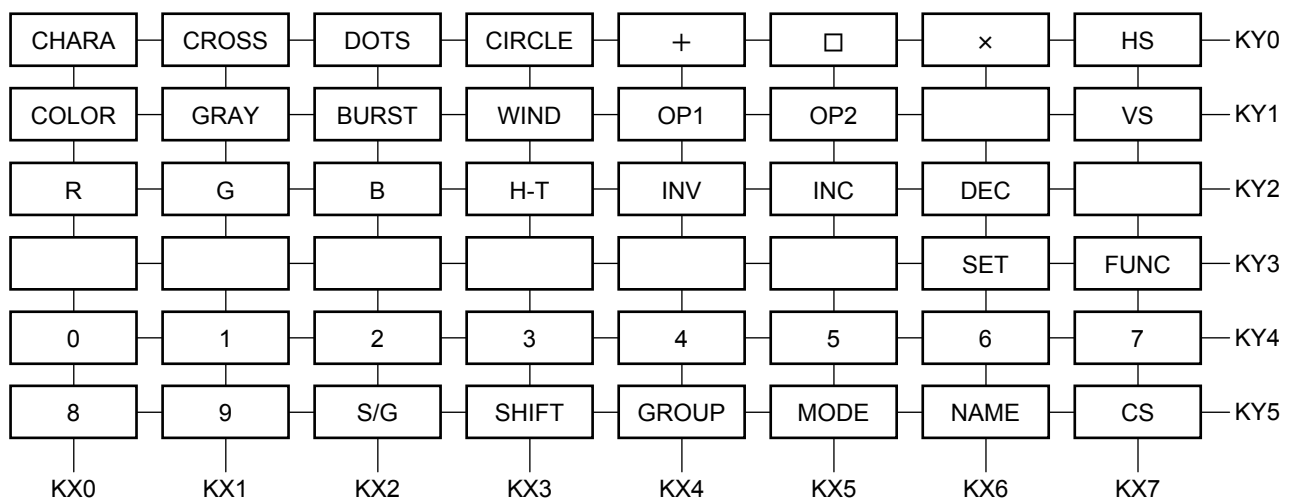 CHARA CROSS DOTS CIRCLE + □ × HS KY0
COLOR GRAY BURST WIND OP1 OP2 VS KY1
R G B H-T INV INC DEC KY2
SET FUNC KY3
0 1 2 3 4 5 6 7 KY4
8 9 S/G SHIFT GROUP MODE NAME CS KY5
KX0 KX1 KX2 KX3 KX4 KX5 KX6 KX7